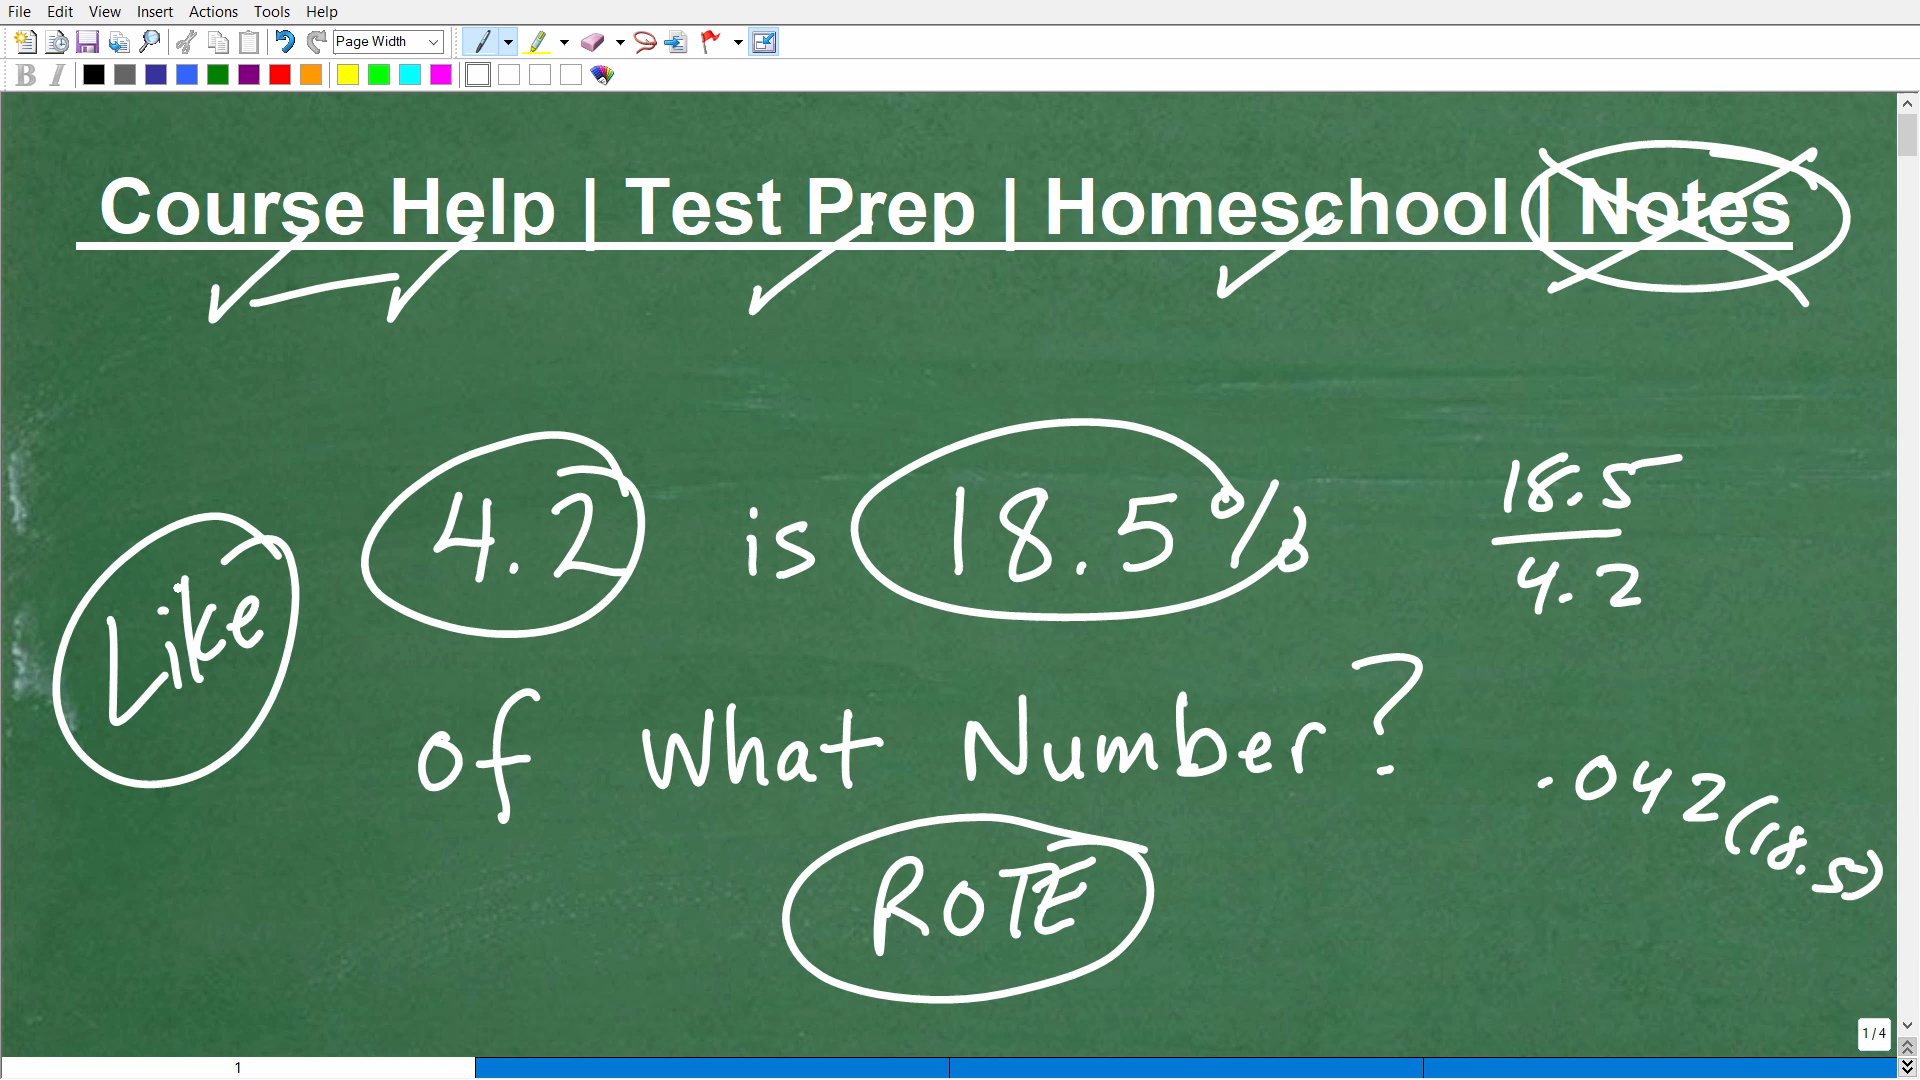 File Edit View Insert Actions Tools Help
Page Width
B I
Course Help | Test Prep | Homeschool | Notes
4.2 is 18.5%
18.5
4.2
Like
of What Number?
.042(18.5)
ROTE
1 / 4
1